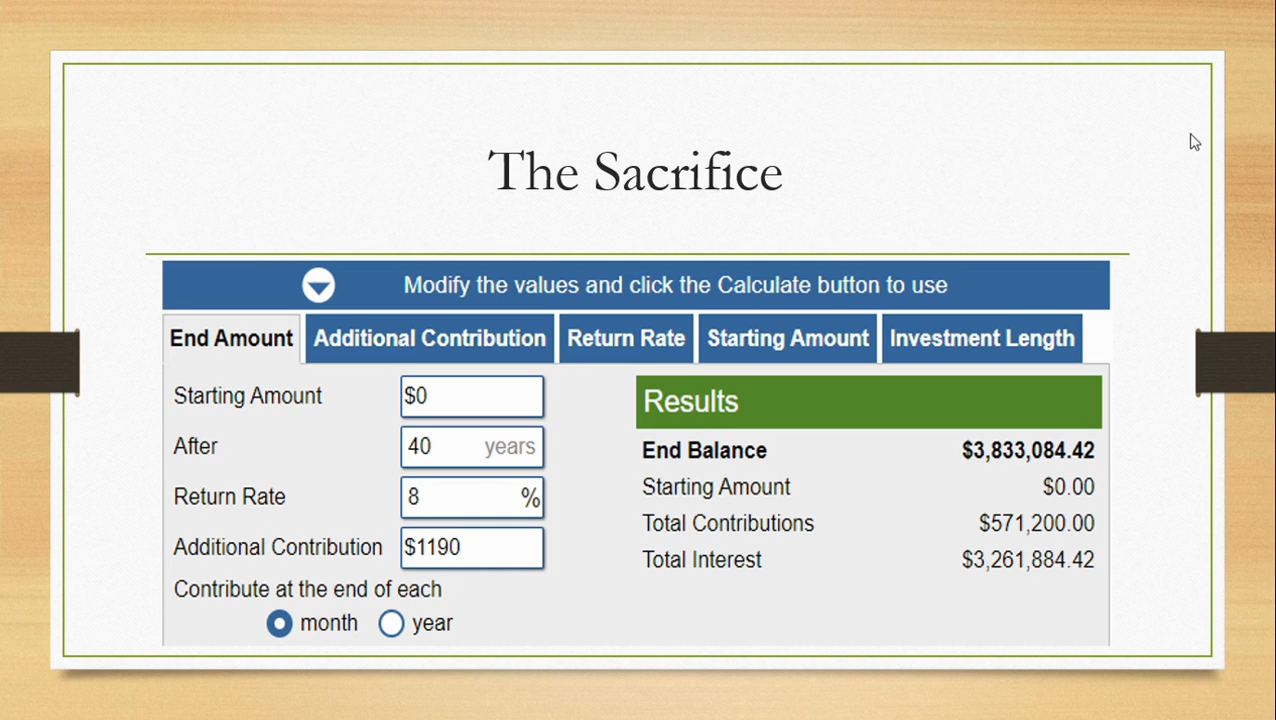 The Sacrifice
Modify the values and click the Calculate button to use
End Amount Additional Contribution Return Rate Starting Amount Investment Length
Starting Amount $0
After 40 years
Return Rate 8 %
Additional Contribution $1190
Contribute at the end of each
month year
Results
End Balance $3,833,084.42
Starting Amount $0.00
Total Contributions $571,200.00
Total Interest $3,261,884.42